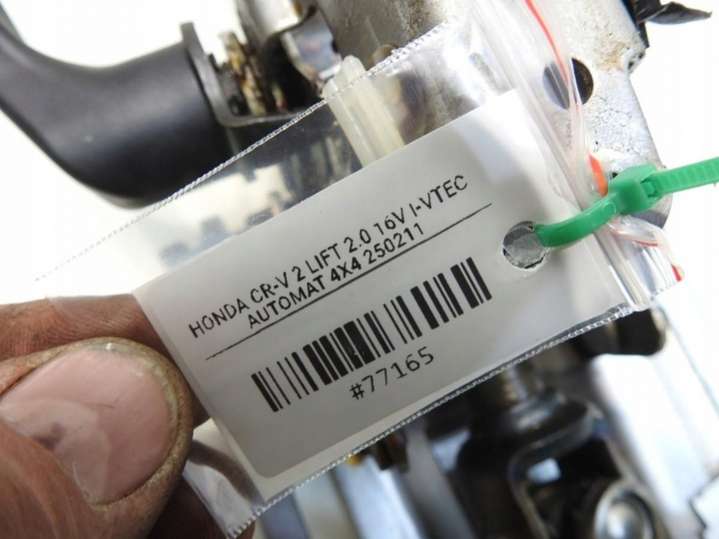 HONDA CR-V 2 LIFT 2.0 16V I-VTEC
AUTOMAT 4X4 250211
#77165